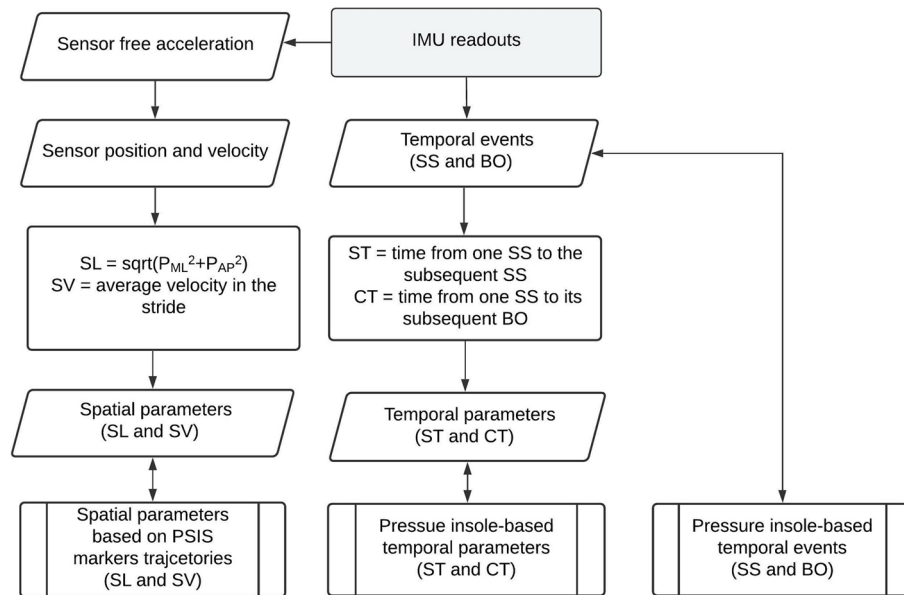 Sensor free acceleration
IMU readouts
Sensor position and velocity
Temporal events
(SS and BO)
SL = sqrt(P_ML²+P_AP²)
SV = average velocity in the
stride
ST = time from one SS to the
subsequent SS
CT = time from one SS to its
subsequent BO
Spatial parameters
(SL and SV)
Temporal parameters
(ST and CT)
Spatial parameters
based on PSIS
markers trajcetories
(SL and SV)
Pressue insole-based
temporal parameters
(ST and CT)
Pressure insole-based
temporal events
(SS and BO)